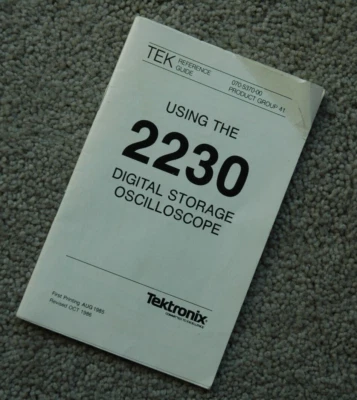 TEK REFERENCE
GUIDE
070-5370-00
PRODUCT GROUP 41
USING THE
2230
DIGITAL STORAGE
OSCILLOSCOPE
First Printing AUG 1985
Revised OCT 1986
Tektronix